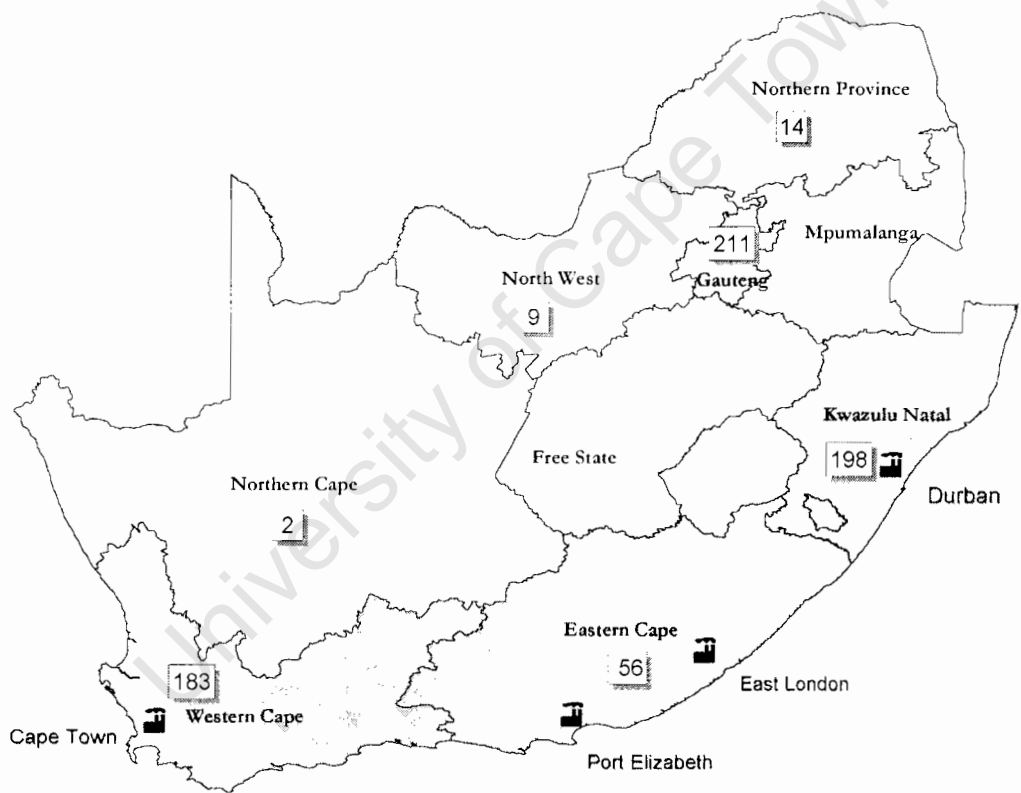 University of Cape Town
Northern Province
14
Mpumalanga
211
Gauteng
North West
9
Kwazulu Natal
198
Durban
Free State
Northern Cape
2
Eastern Cape
56
East London
183
Western Cape
Cape Town
Port Elizabeth